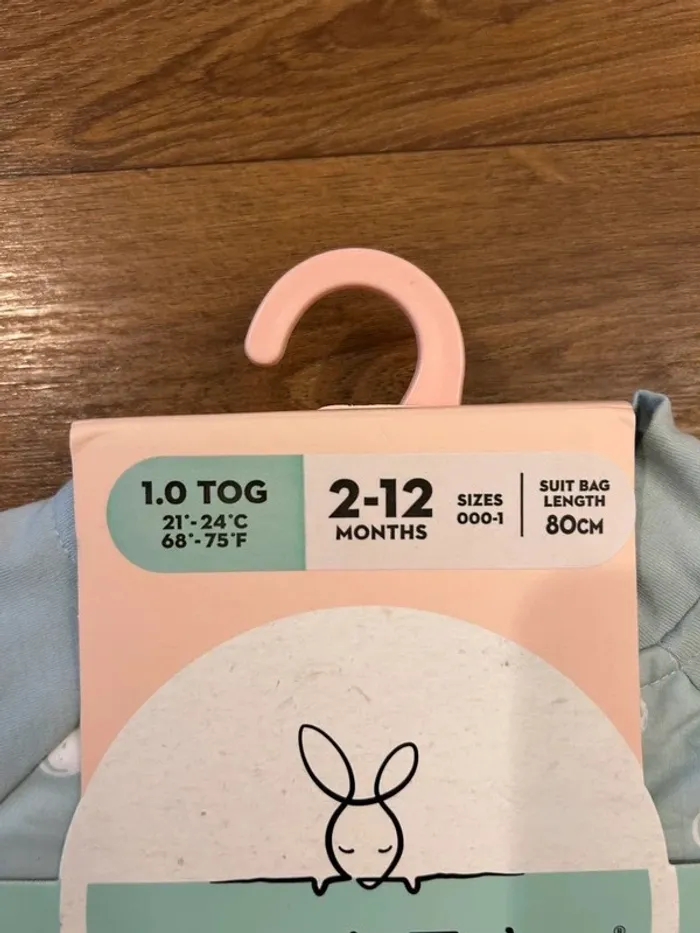 1.0 TOG
21°-24°C
68°-75°F
2-12
MONTHS
SIZES
000-1
SUIT BAG
LENGTH
80CM
®